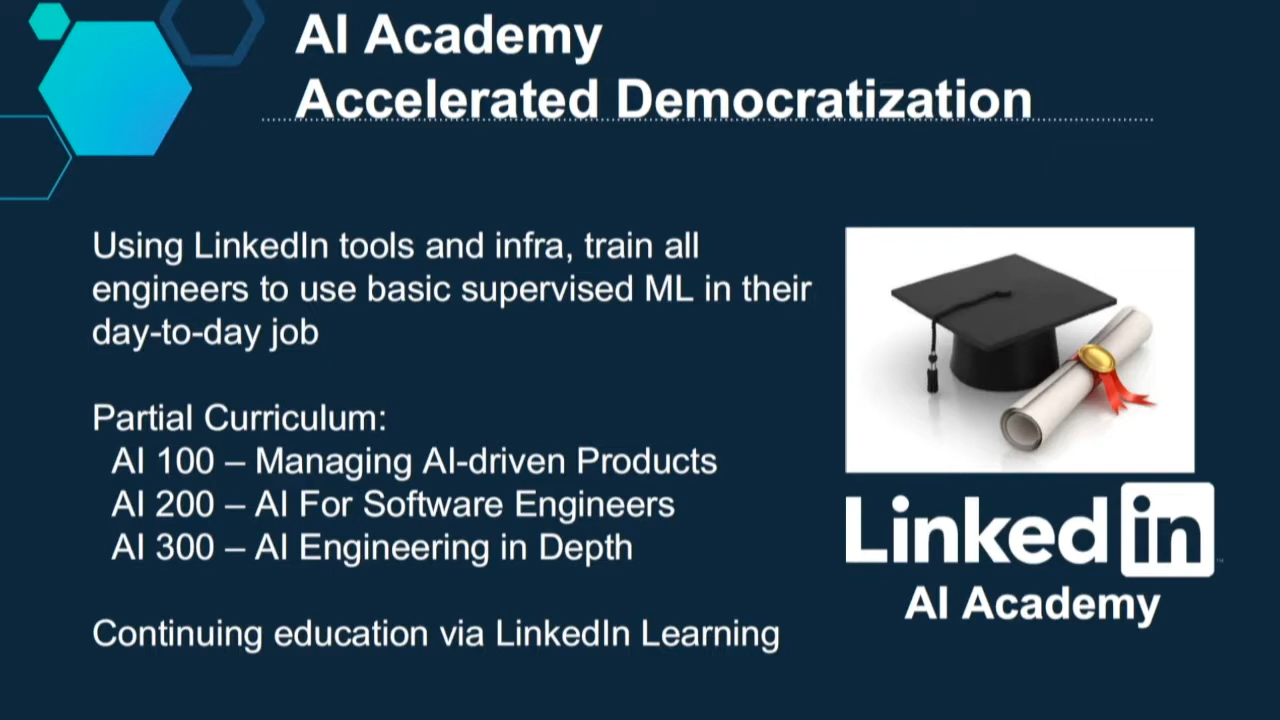 AI Academy
Accelerated Democratization
Using LinkedIn tools and infra, train all
engineers to use basic supervised ML in their
day-to-day job
Partial Curriculum:
AI 100 – Managing AI-driven Products
AI 200 – AI For Software Engineers
AI 300 – AI Engineering in Depth
Continuing education via LinkedIn Learning
LinkedIn
AI Academy